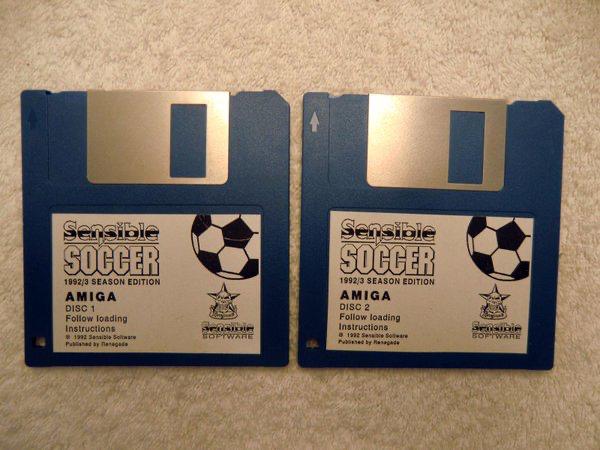 Sensible
SOCCER
1992/3 SEASON EDITION
AMIGA
DISC 1
Follow loading
Instructions
© 1992 Sensible Software
Published by Renegade
Sensible
SOFTWARE
Sensible
SOCCER
1992/3 SEASON EDITION
AMIGA
DISC 2
Follow loading
Instructions
© 1992 Sensible Software
Published by Renegade
Sensible
SOFTWARE